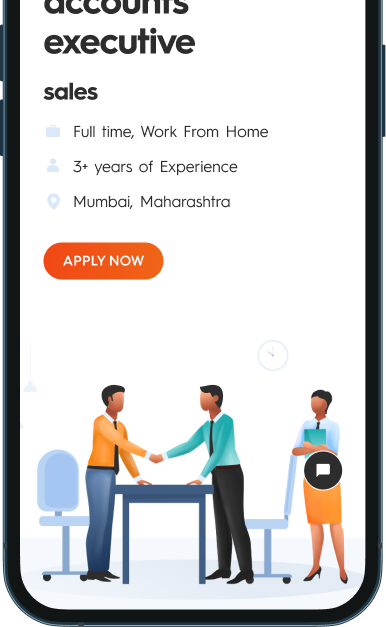 accounts
executive
sales
Full time, Work From Home
3+ years of Experience
Mumbai, Maharashtra
APPLY NOW